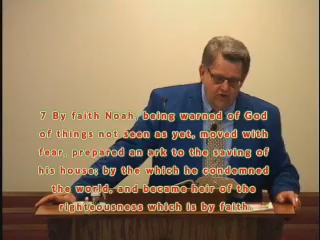 7 By faith Noah, being warned of God
of things not seen as yet, moved with
fear, prepared an ark to the saving of
his house; by the which he condemned
the world, and became heir of the
righteousness which is by faith.